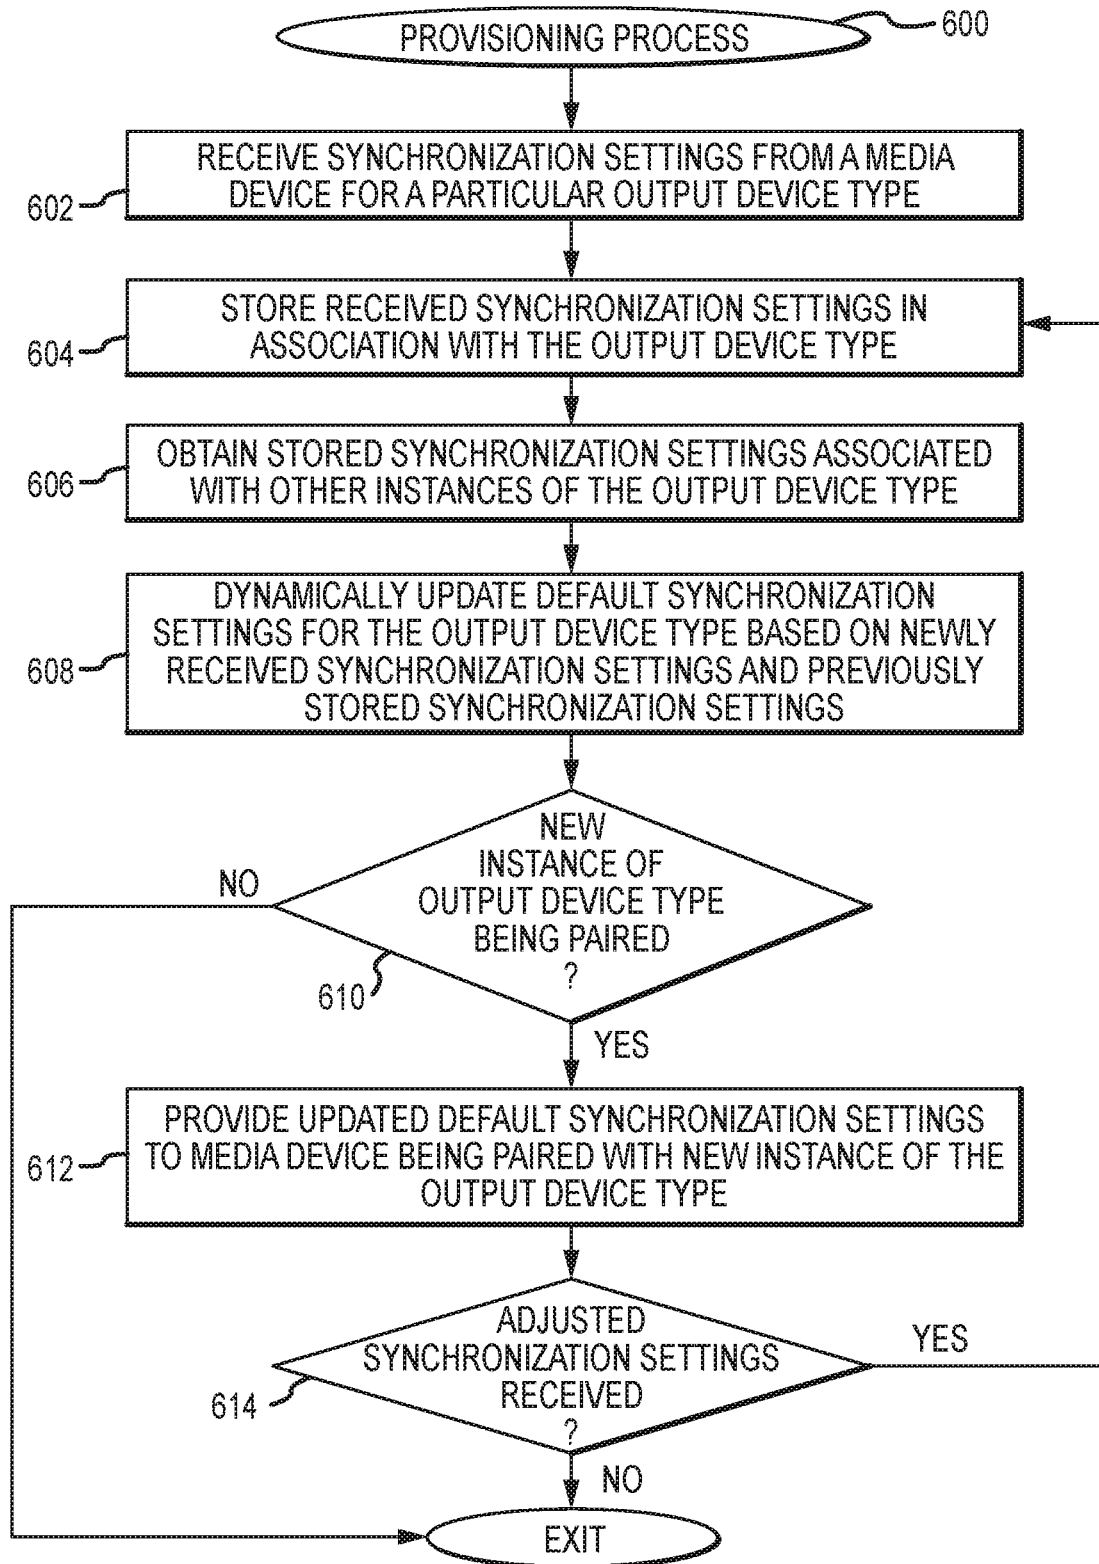 PROVISIONING PROCESS
600
RECEIVE SYNCHRONIZATION SETTINGS FROM A MEDIA
DEVICE FOR A PARTICULAR OUTPUT DEVICE TYPE
602
STORE RECEIVED SYNCHRONIZATION SETTINGS IN
ASSOCIATION WITH THE OUTPUT DEVICE TYPE
604
OBTAIN STORED SYNCHRONIZATION SETTINGS ASSOCIATED
WITH OTHER INSTANCES OF THE OUTPUT DEVICE TYPE
606
DYNAMICALLY UPDATE DEFAULT SYNCHRONIZATION
SETTINGS FOR THE OUTPUT DEVICE TYPE BASED ON NEWLY
RECEIVED SYNCHRONIZATION SETTINGS AND PREVIOUSLY
STORED SYNCHRONIZATION SETTINGS
608
NEW
INSTANCE OF
OUTPUT DEVICE TYPE
BEING PAIRED
?
NO
610
YES
PROVIDE UPDATED DEFAULT SYNCHRONIZATION SETTINGS
TO MEDIA DEVICE BEING PAIRED WITH NEW INSTANCE OF THE
OUTPUT DEVICE TYPE
612
ADJUSTED
SYNCHRONIZATION SETTINGS
RECEIVED
?
YES
614
NO
EXIT